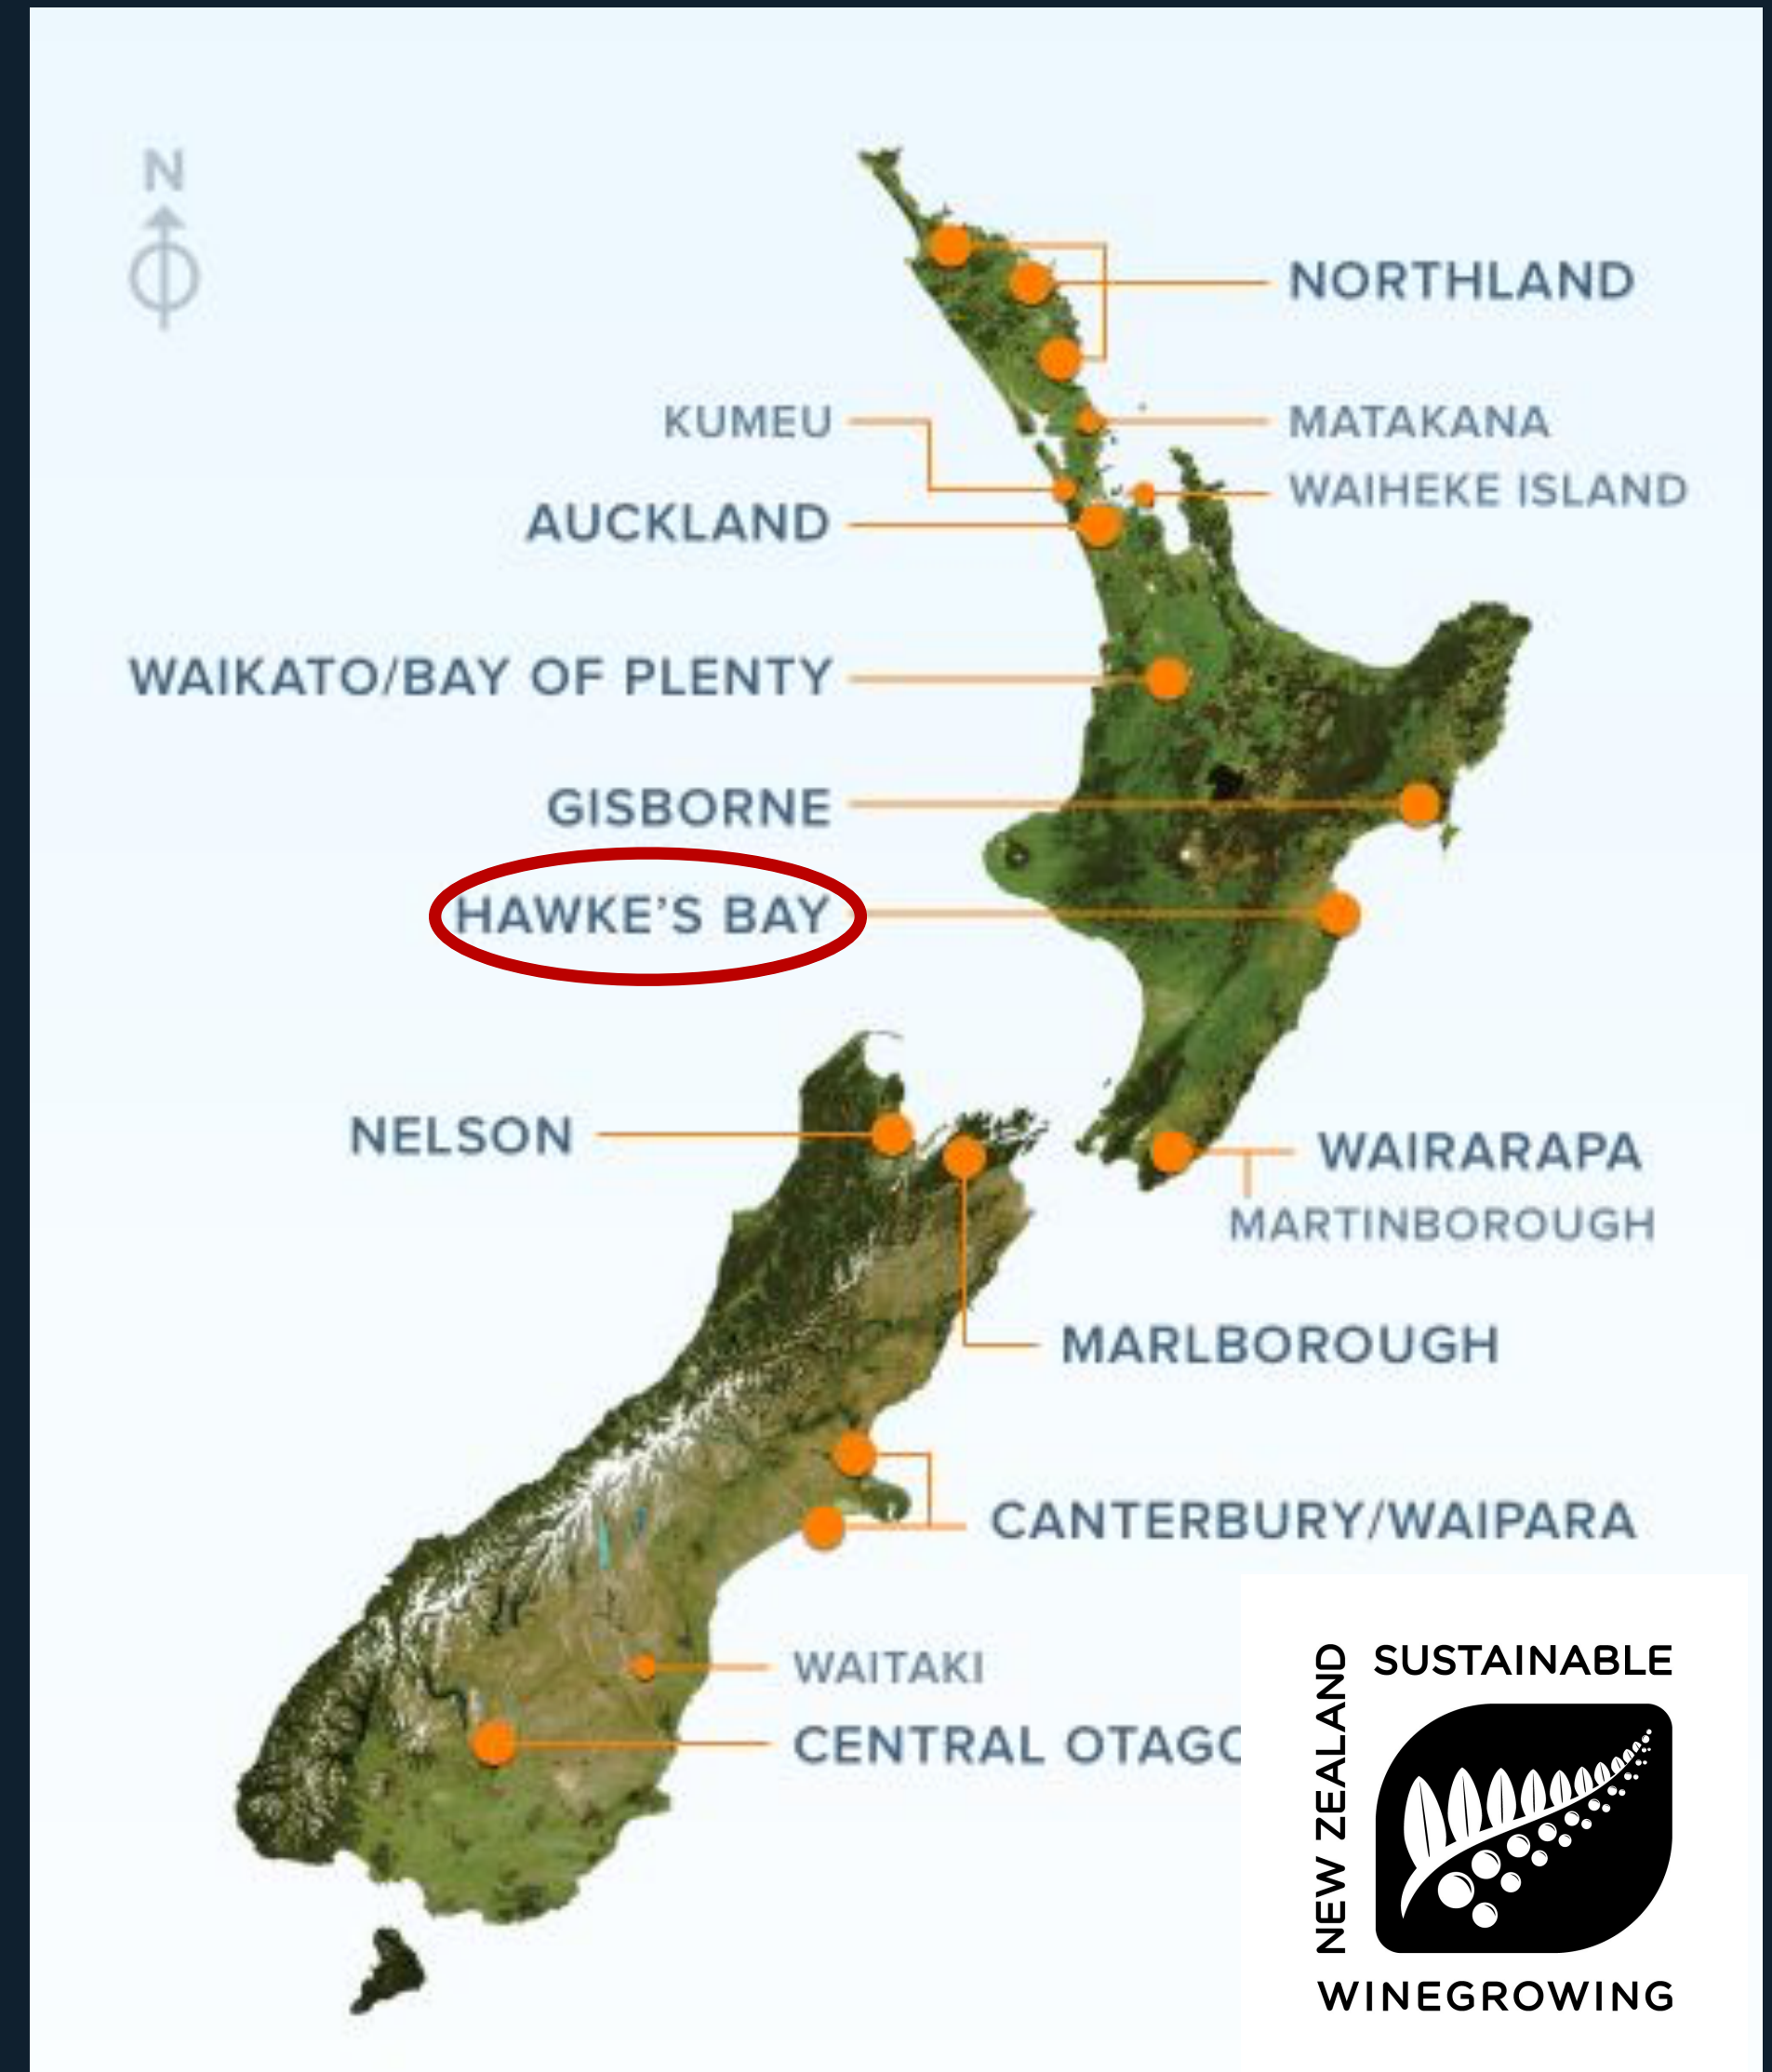 N
NORTHLAND
KUMEU
MATAKANA
WAIHEKE ISLAND
AUCKLAND
WAIKATO/BAY OF PLENTY
GISBORNE
HAWKE'S BAY
NELSON
WAIRARAPA
MARTINBOROUGH
MARLBOROUGH
CANTERBURY/WAIPARA
WAITAKI
CENTRAL OTAGO
NEW ZEALAND
SUSTAINABLE
WINEGROWING